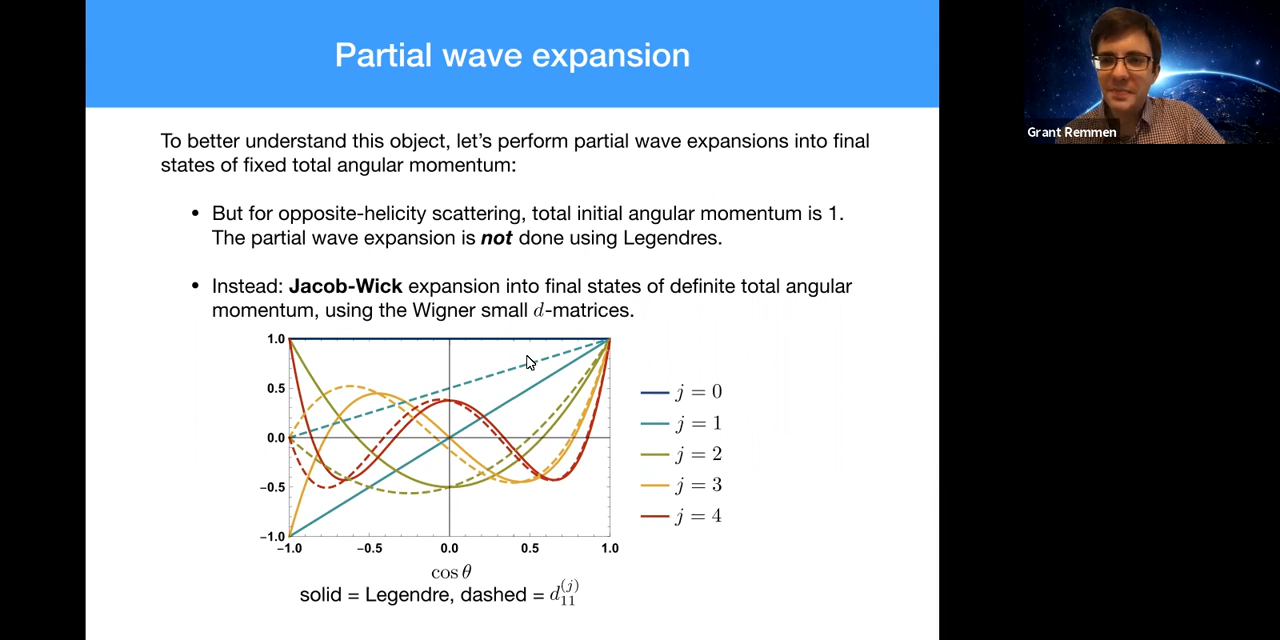 Partial wave expansion
Grant Remmen
To better understand this object, let's perform partial wave expansions into final
states of fixed total angular momentum:
• But for opposite-helicity scattering, total initial angular momentum is 1.
The partial wave expansion is not done using Legendres.
• Instead: Jacob-Wick expansion into final states of definite total angular
momentum, using the Wigner small d-matrices.
1.0
0.5
0.0
−0.5
−1.0
−1.0 −0.5 0.0 0.5 1.0
cos θ
j = 0
j = 1
j = 2
j = 3
j = 4
solid = Legendre, dashed = d_{11}^{(j)}